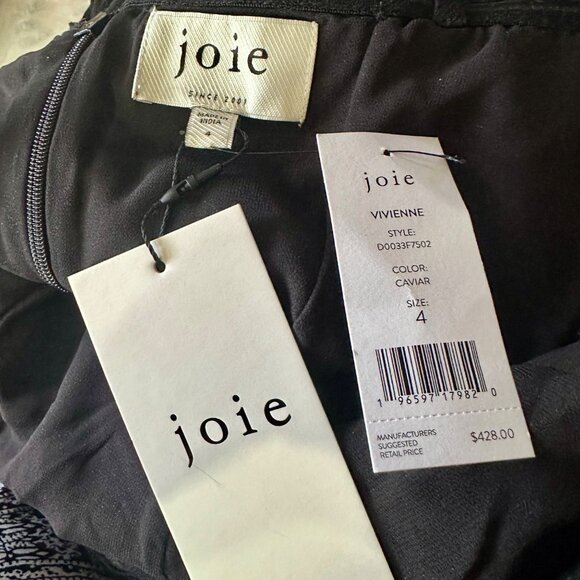 joie
SINCE 2001
MADE IN
INDIA
4
joie
VIVIENNE
STYLE:
D0033F7502
COLOR:
CAVIAR
SIZE:
4
1 96597 17982 0
MANUFACTURERS
SUGGESTED
RETAIL PRICE
$428.00
joie